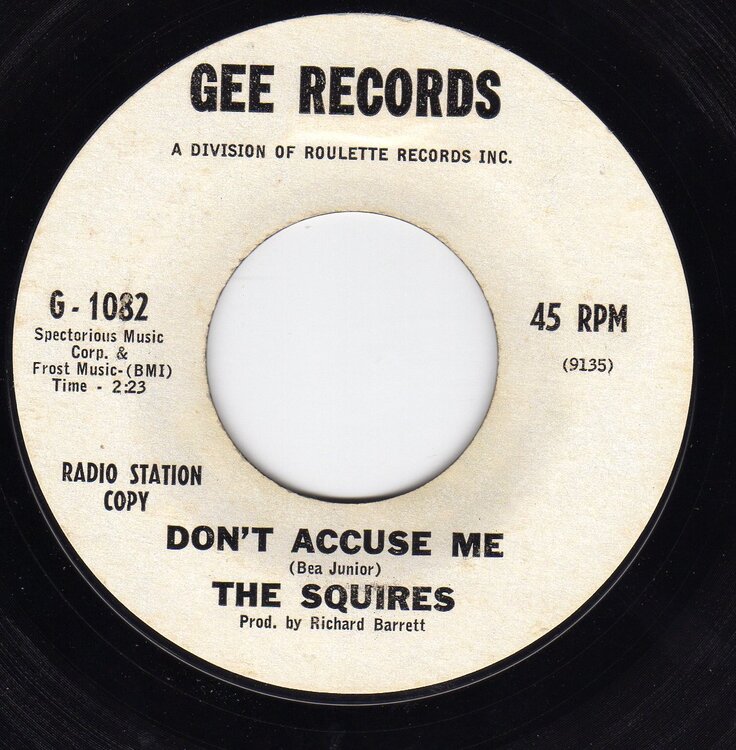 GEE RECORDS
A DIVISION OF ROULETTE RECORDS INC.
G - 1082
Spectorious Music
Corp. &
Frost Music-(BMI)
Time - 2:23
45 RPM
(9135)
RADIO STATION
COPY
DON'T ACCUSE ME
(Bea Junior)
THE SQUIRES
Prod. by Richard Barrett